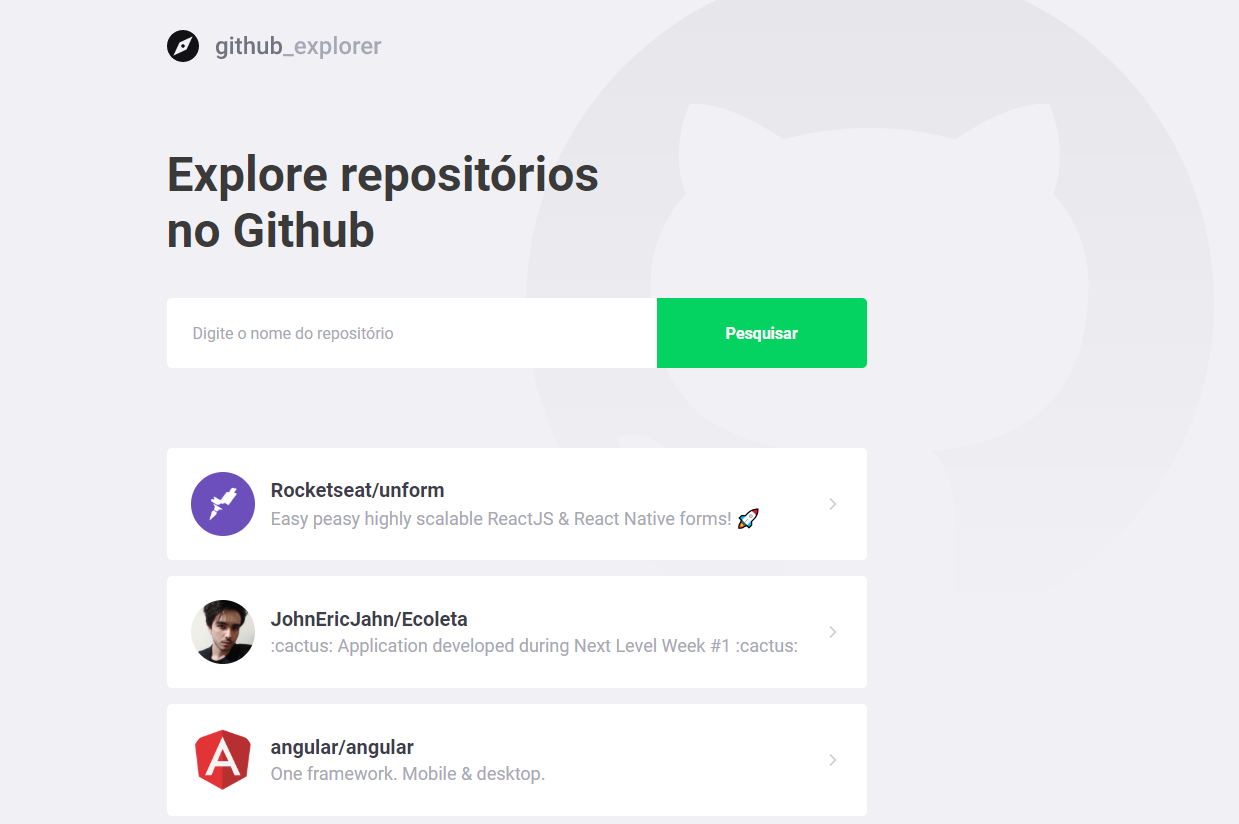 github_explorer
Explore repositórios
no Github
Digite o nome do repositório
Pesquisar
Rocketseat/unform
Easy peasy highly scalable ReactJS & React Native forms! 🚀
JohnEricJahn/Ecoleta
:cactus: Application developed during Next Level Week #1 :cactus:
A
angular/angular
One framework. Mobile & desktop.